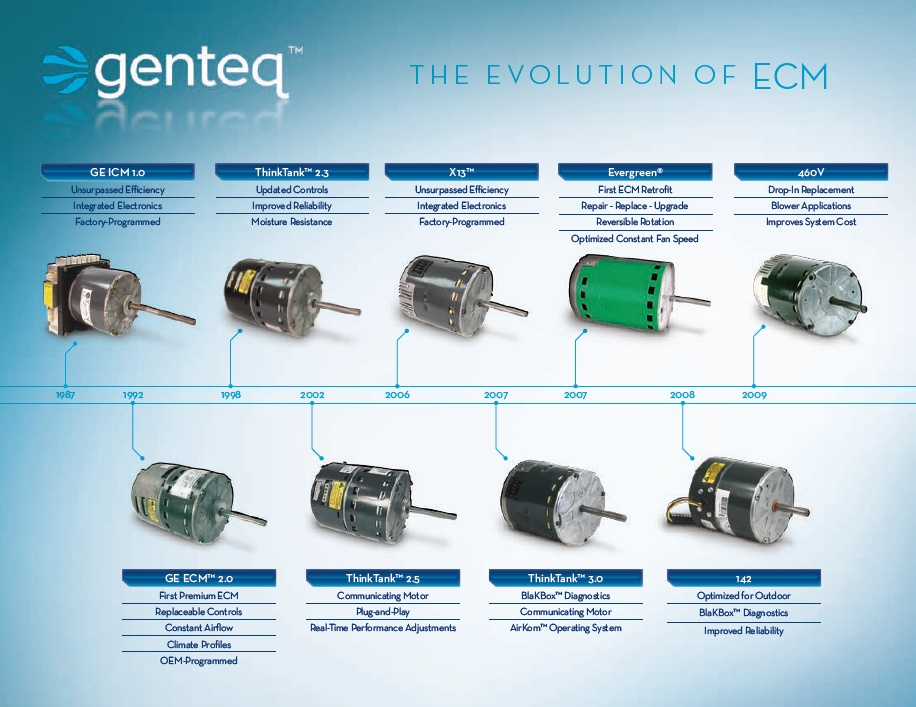 genteq™
THE EVOLUTION OF ECM
GE ICM 1.0
Unsurpassed Efficiency
Integrated Electronics
Factory-Programmed
ThinkTank™ 2.3
Updated Controls
Improved Reliability
Moisture Resistance
X13™
Unsurpassed Efficiency
Integrated Electronics
Factory-Programmed
Evergreen®
First ECM Retrofit
Repair - Replace - Upgrade
Reversible Rotation
Optimized Constant Fan Speed
460V
Drop-In Replacement
Blower Applications
Improves System Cost
1987
1992
1998
2002
2006
2007
2007
2008
2009
GE ECM™ 2.0
First Premium ECM
Replaceable Controls
Constant Airflow
Climate Profiles
OEM-Programmed
ThinkTank™ 2.5
Communicating Motor
Plug-and-Play
Real-Time Performance Adjustments
ThinkTank™ 3.0
BlaKBox™ Diagnostics
Communicating Motor
AirKom™ Operating System
142
Optimized for Outdoor
BlaKBox™ Diagnostics
Improved Reliability